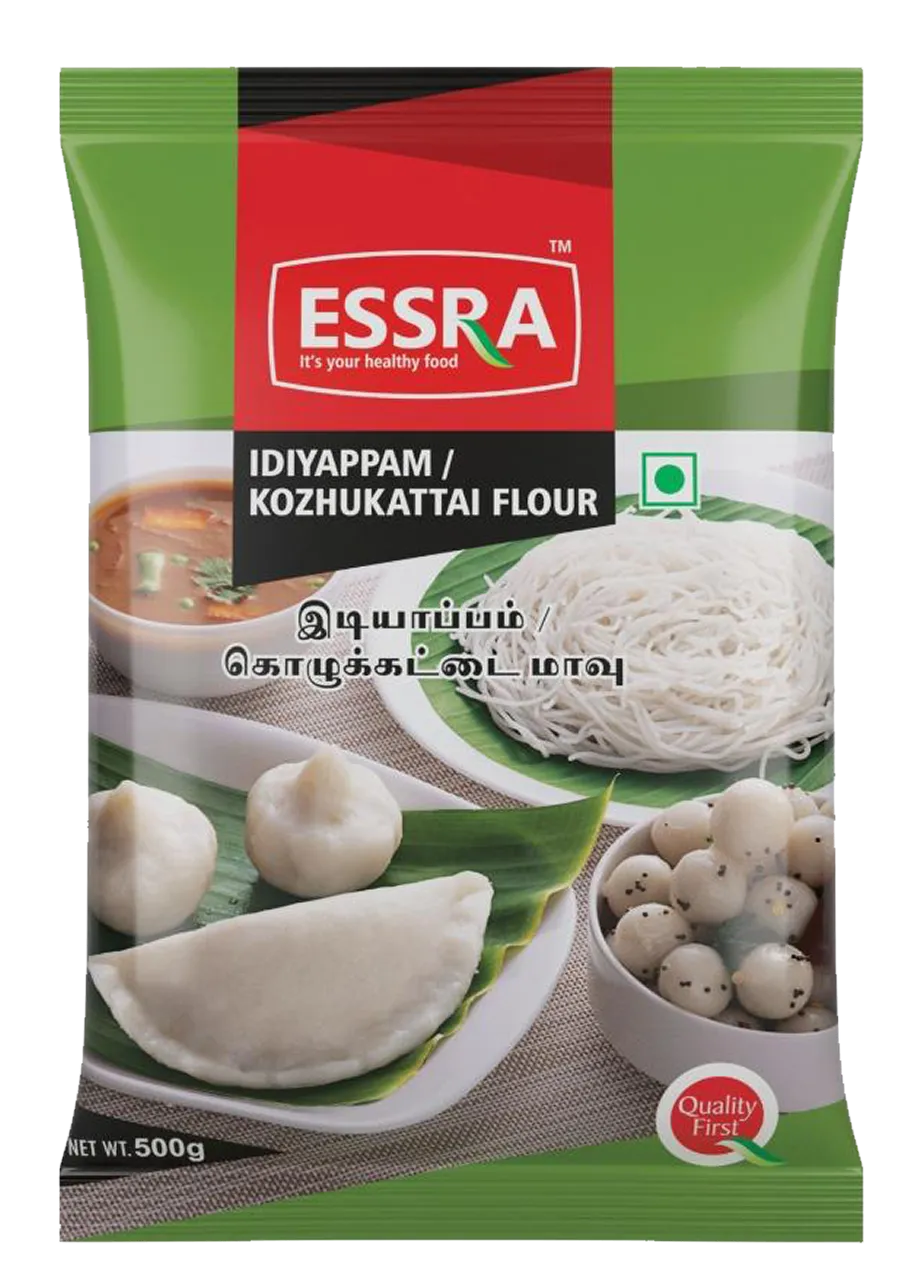 TM
ESSRA
It's your healthy food
IDIYAPPAM /
KOZHUKATTAI FLOUR
இடியாப்பம் /
கொழுக்கட்டை மாவு
Quality
First
NET WT. 500g